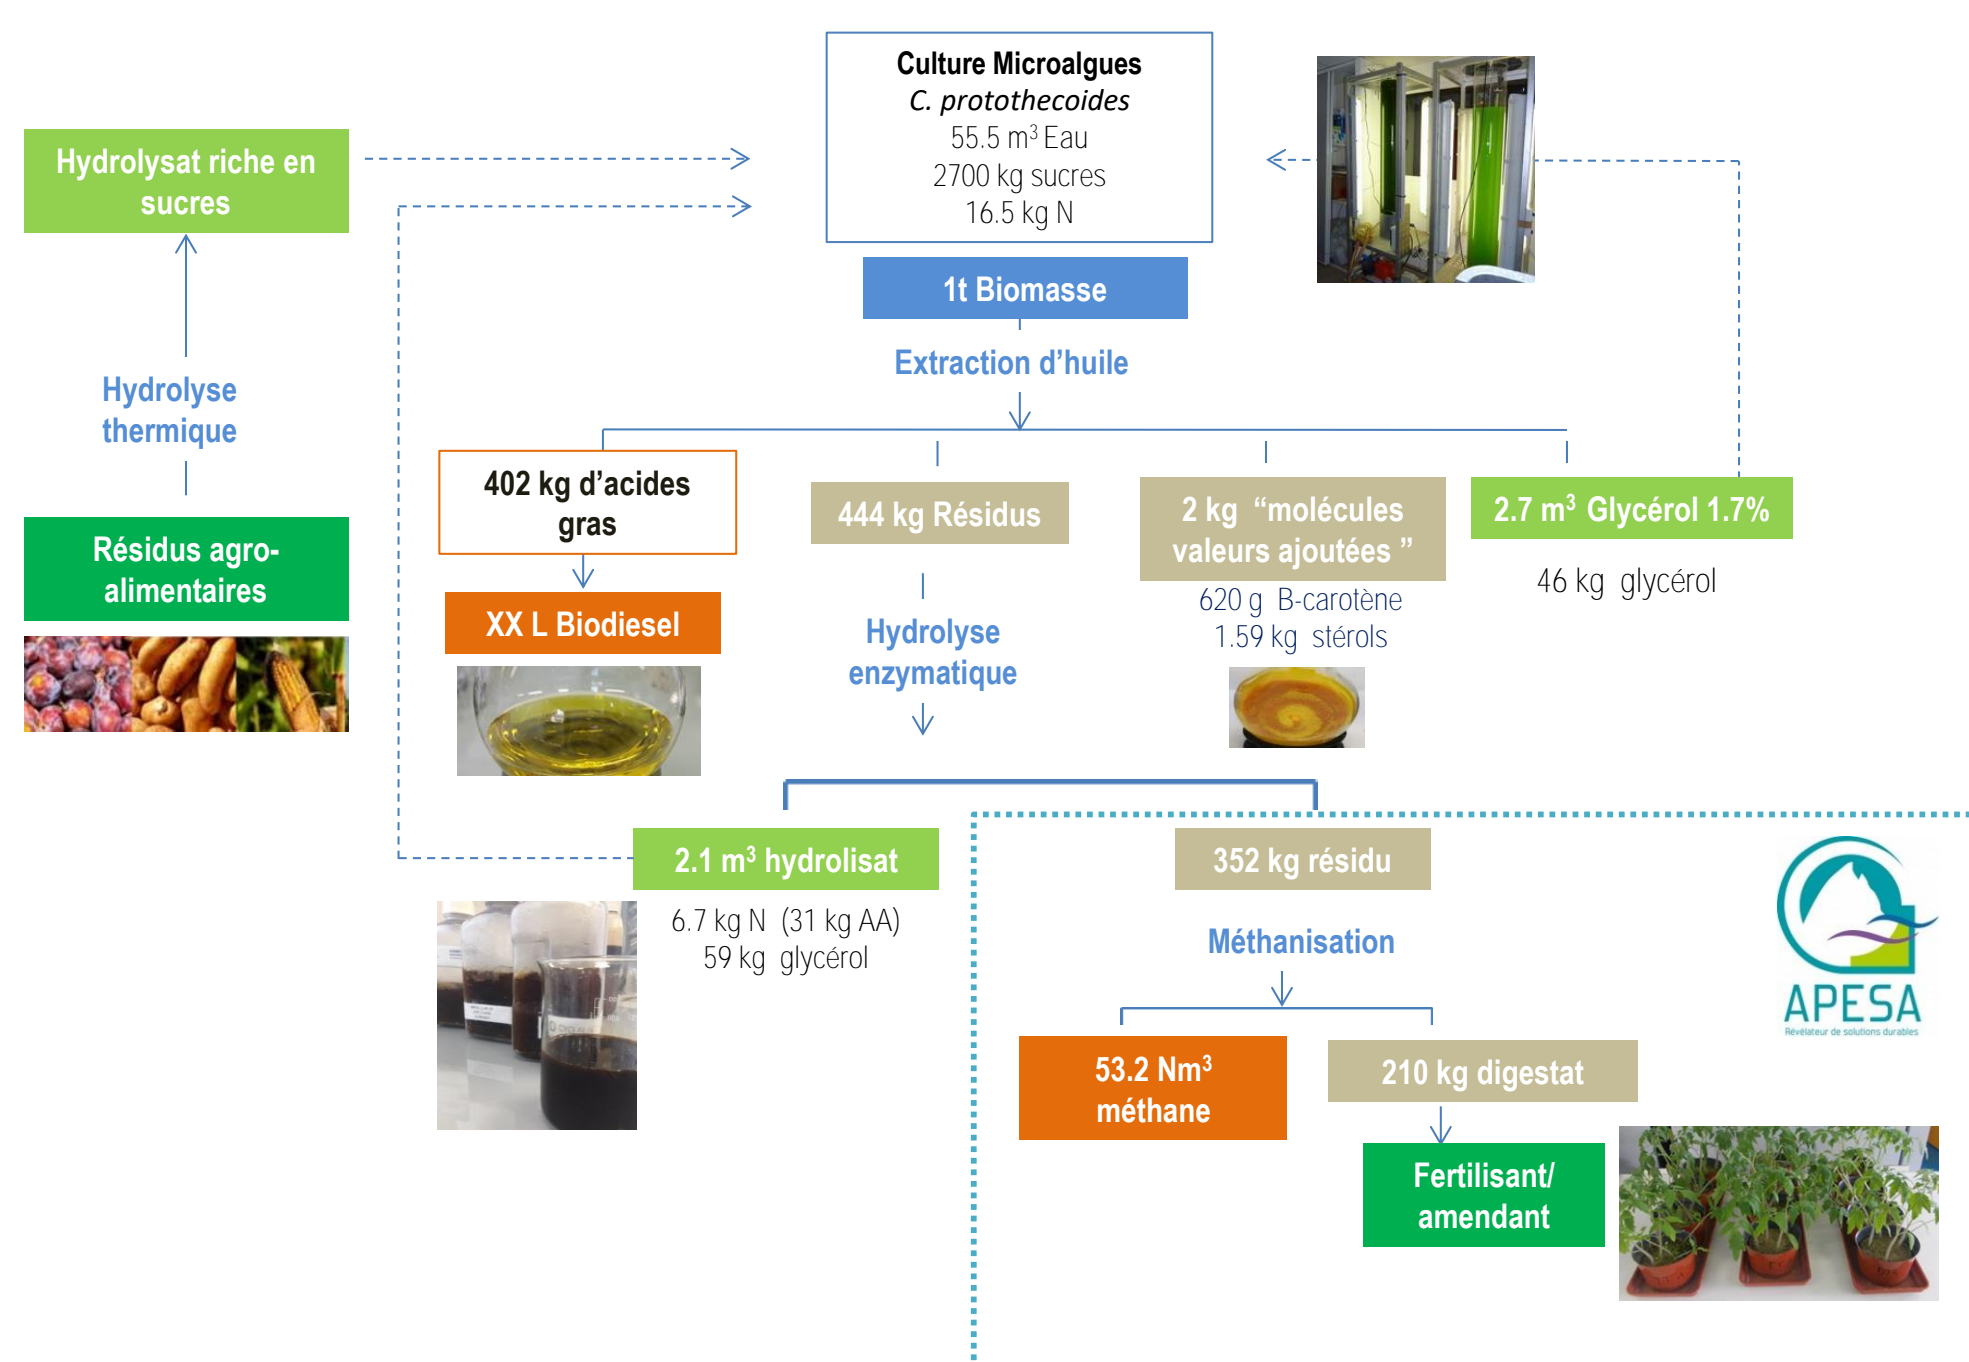 Culture Microalgues
C. protothecoides
55.5 m³ Eau
2700 kg sucres
16.5 kg N
Hydrolysat riche en
sucres
1t Biomasse
Extraction d’huile
Hydrolyse
thermique
402 kg d’acides
gras
444 kg Résidus
2 kg “molécules
valeurs ajoutées ”
2.7 m³ Glycérol 1.7%
Résidus agro-
alimentaires
XX L Biodiesel
Hydrolyse
enzymatique
620 g B-carotène
1.59 kg stérols
46 kg glycérol
2.1 m³ hydrolisat
6.7 kg N (31 kg AA)
59 kg glycérol
352 kg résidu
Méthanisation
APESA
Révélateur de solutions durables
53.2 Nm³
méthane
210 kg digestat
Fertilisant/
amendant